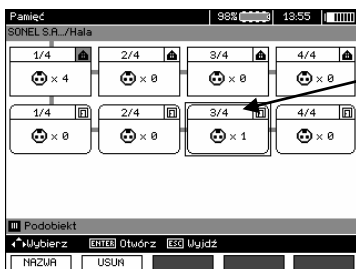 Pamięć 98% 13:55
SONEL S.A../Hala
1/4 2/4 3/4 4/4
× 4 × 0 × 0 × 0
1/4 2/4 3/4 4/4
× 0 × 0 × 1 × 0
Podobiekt
Wybierz ENTER Otwórz ESC Wyjdź
NAZWA USUŃ